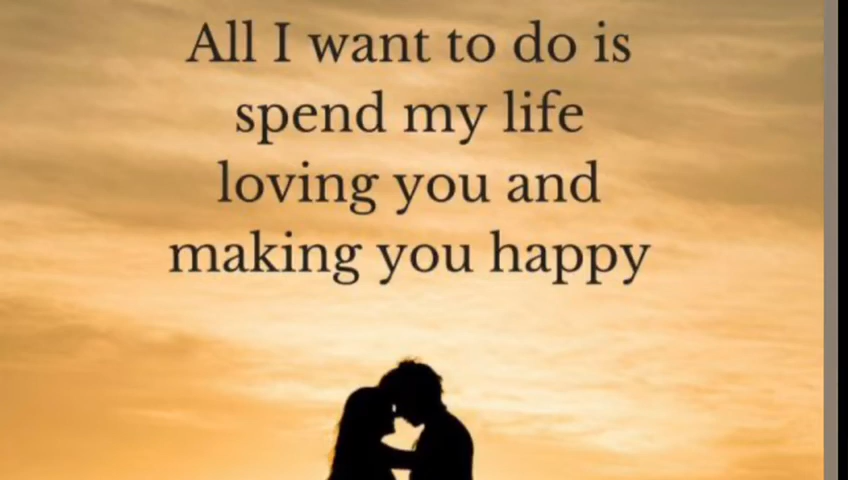 All I want to do is
spend my life
loving you and
making you happy